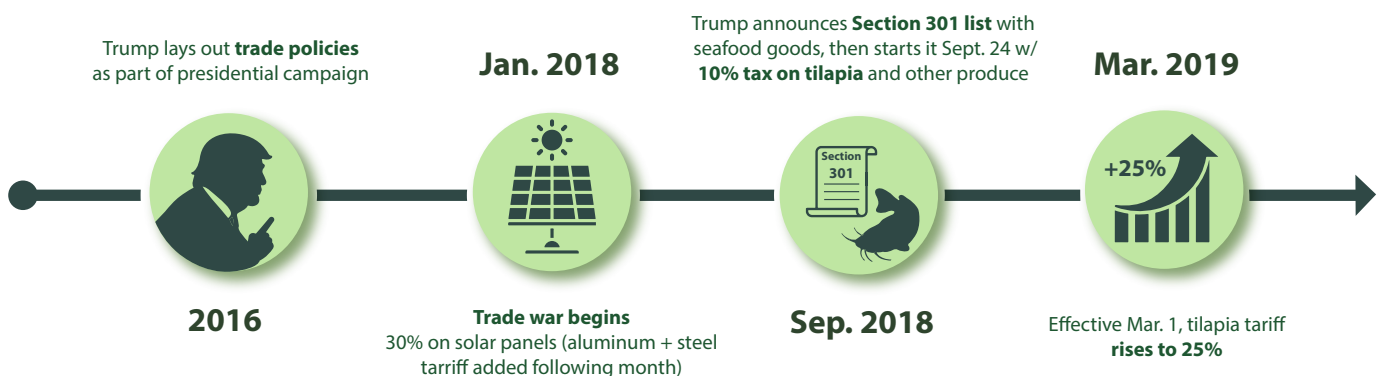 Trump lays out trade policies
as part of presidential campaign
2016
Jan. 2018
Trade war begins
30% on solar panels (aluminum + steel
tarriff added following month)
Trump announces Section 301 list with
seafood goods, then starts it Sept. 24 w/
10% tax on tilapia and other produce
Section
301
Sep. 2018
Mar. 2019
+25%
Effective Mar. 1, tilapia tariff
rises to 25%